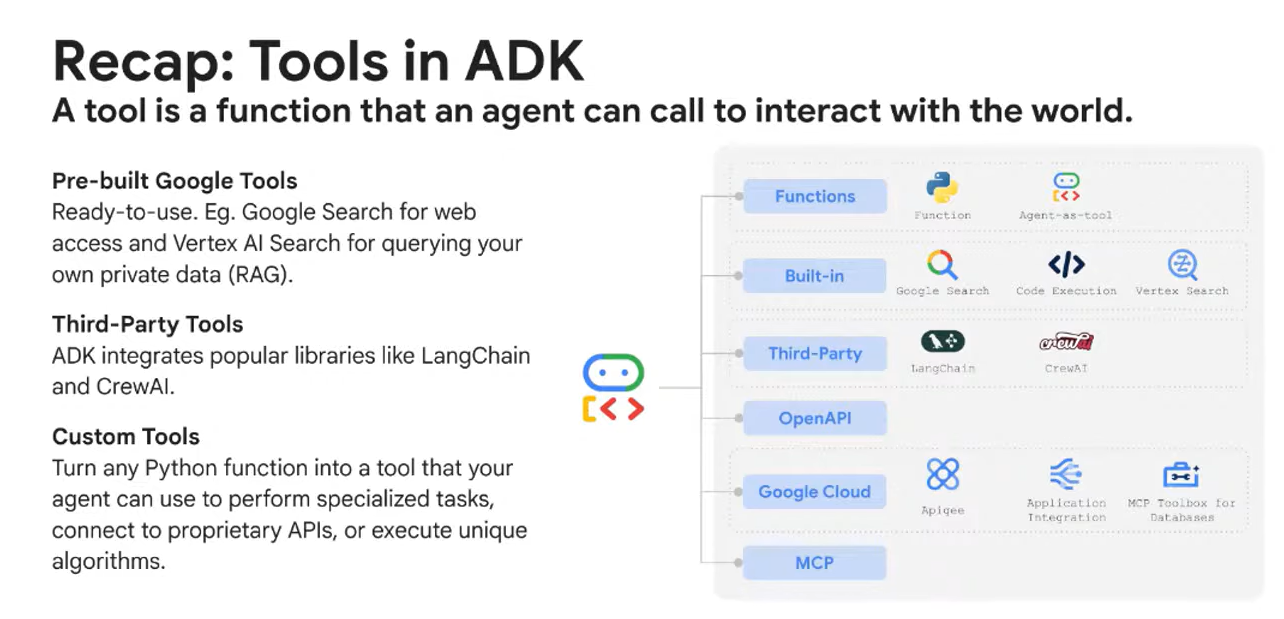 Recap: Tools in ADK
A tool is a function that an agent can call to interact with the world.
Pre-built Google Tools
Ready-to-use. Eg. Google Search for web
access and Vertex AI Search for querying your
own private data (RAG).
Third-Party Tools
ADK integrates popular libraries like LangChain
and CrewAI.
Custom Tools
Turn any Python function into a tool that your
agent can use to perform specialized tasks,
connect to proprietary APIs, or execute unique
algorithms.
Functions
Function
Agent-as-tool
Built-in
Google Search
Code Execution
Vertex Search
Third-Party
crewai
LangChain
CrewAI
OpenAPI
Google Cloud
Apigee
Application
Integration
MCP Toolbox for
Databases
MCP